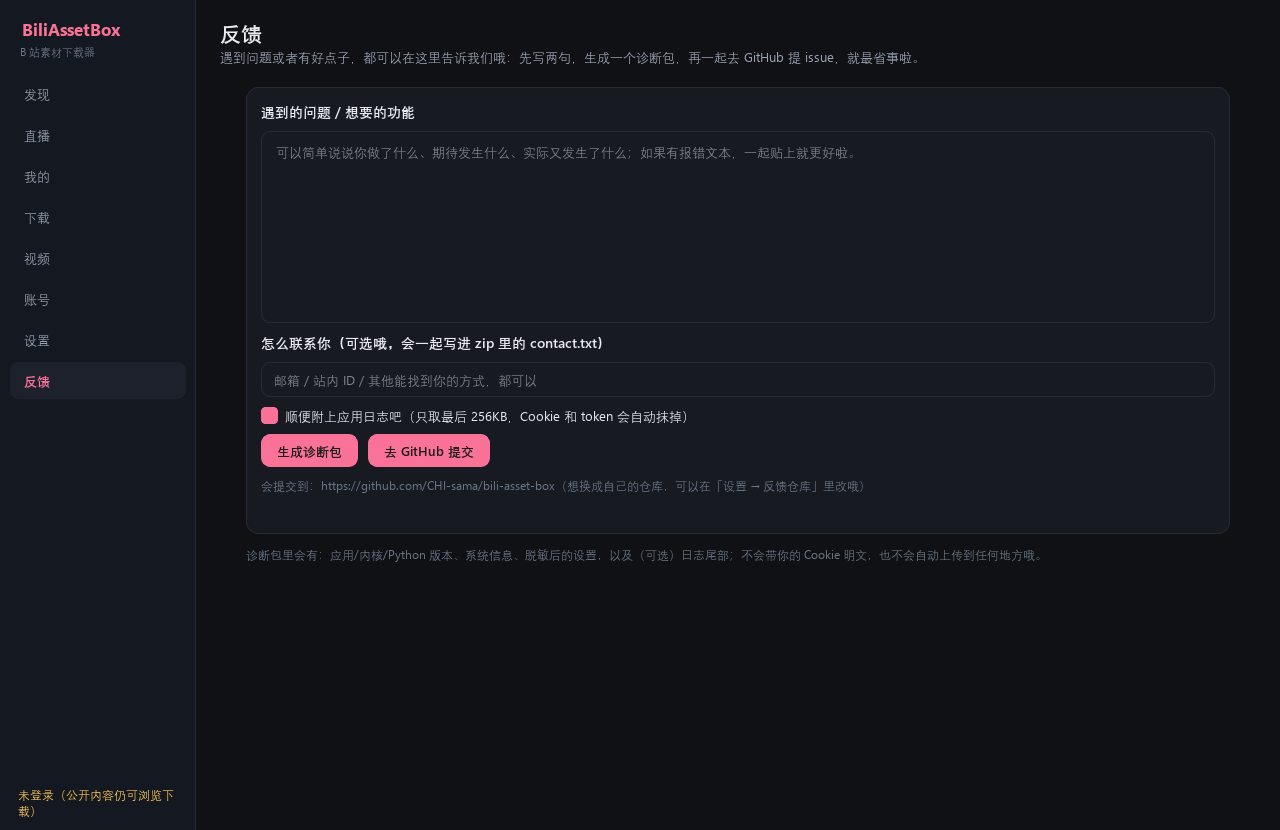 BiliAssetBox
B 站素材下载器
发现
直播
我的
下载
视频
账号
设置
反馈
未登录（公开内容仍可浏览下
载）
反馈
遇到问题或者有好点子，都可以在这里告诉我们哦：先写两句，生成一个诊断包，再一起去 GitHub 提 issue，就是省事啦。
遇到的问题 / 想要的功能
可以简单说说你做了什么、期待发生什么、实际又发生了什么；如果有报错文本，一起贴上就更好啦。
怎么联系你（可选哦，会一起写进 zip 里的 contact.txt）
邮箱 / 站内 ID / 其他能找到你的方式，都可以
顺便附上应用日志吧（只取最后 256KB，Cookie 和 token 会自动抹掉）
生成诊断包
去 GitHub 提交
会提交到：https://github.com/CHI-sama/bili-asset-box（想换成自己的仓库，可以在「设置 → 反馈仓库」里改哦）
诊断包里会有：应用/内核/Python 版本、系统信息、脱敏后的设置，以及（可选）日志尾部；不会带你的 Cookie 明文，也不会自动上传到任何地方哦。